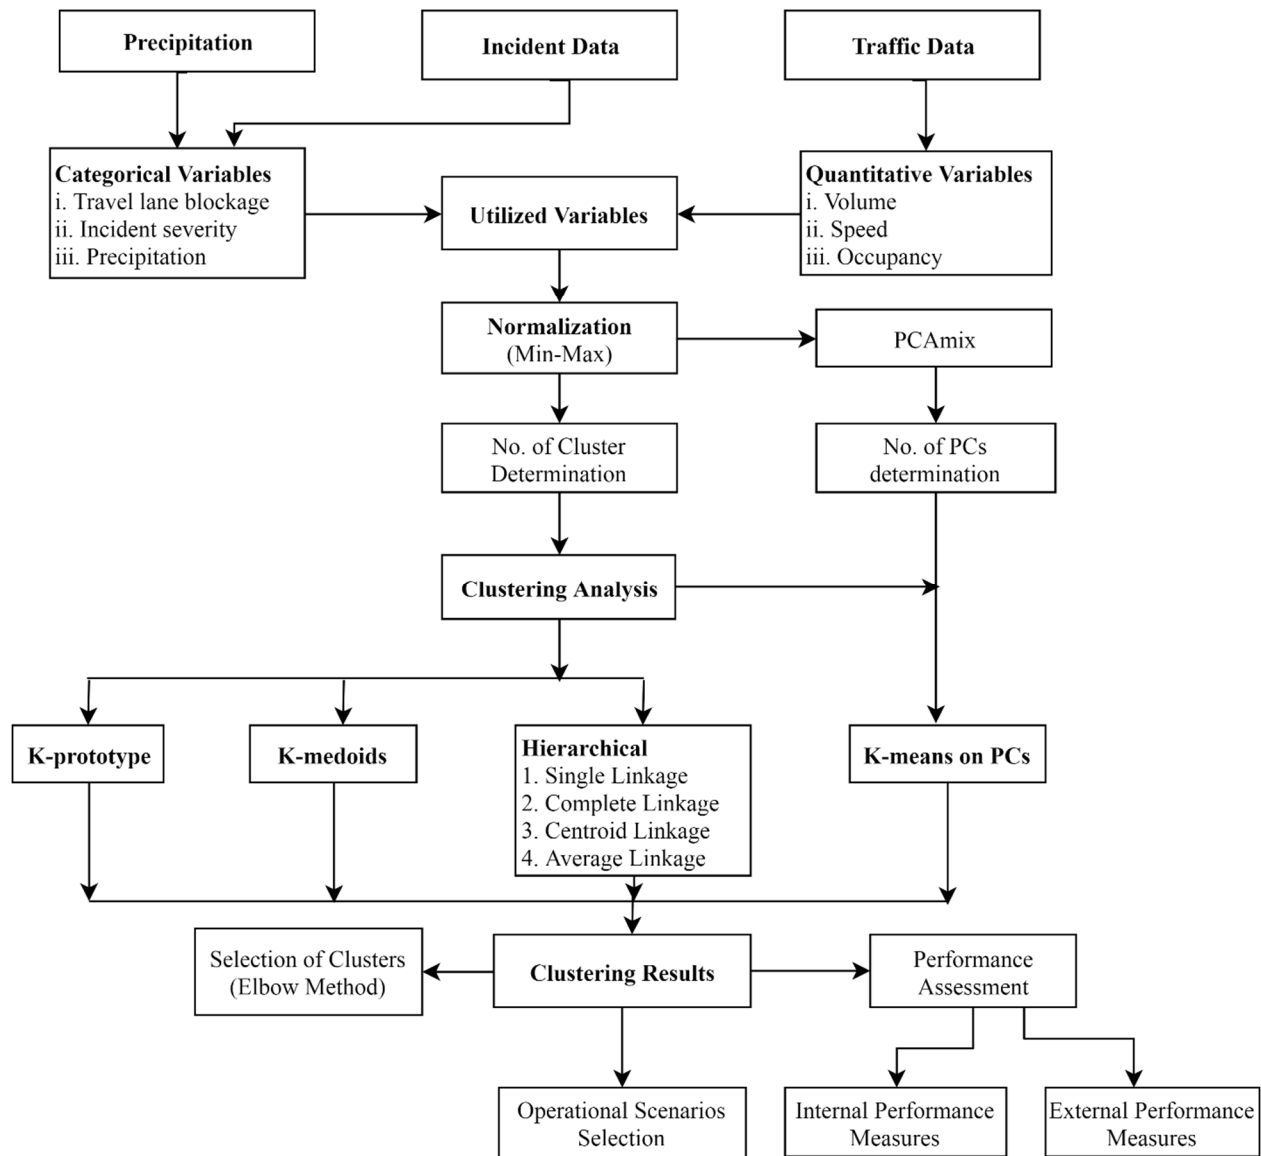 Precipitation
Incident Data
Traffic Data
Categorical Variables
i. Travel lane blockage
ii. Incident severity
iii. Precipitation
Utilized Variables
Quantitative Variables
i. Volume
ii. Speed
iii. Occupancy
Normalization
(Min-Max)
PCAmix
No. of Cluster
Determination
No. of PCs
determination
Clustering Analysis
K-prototype
K-medoids
Hierarchical
1. Single Linkage
2. Complete Linkage
3. Centroid Linkage
4. Average Linkage
K-means on PCs
Selection of Clusters
(Elbow Method)
Clustering Results
Performance
Assessment
Operational Scenarios
Selection
Internal Performance
Measures
External Performance
Measures